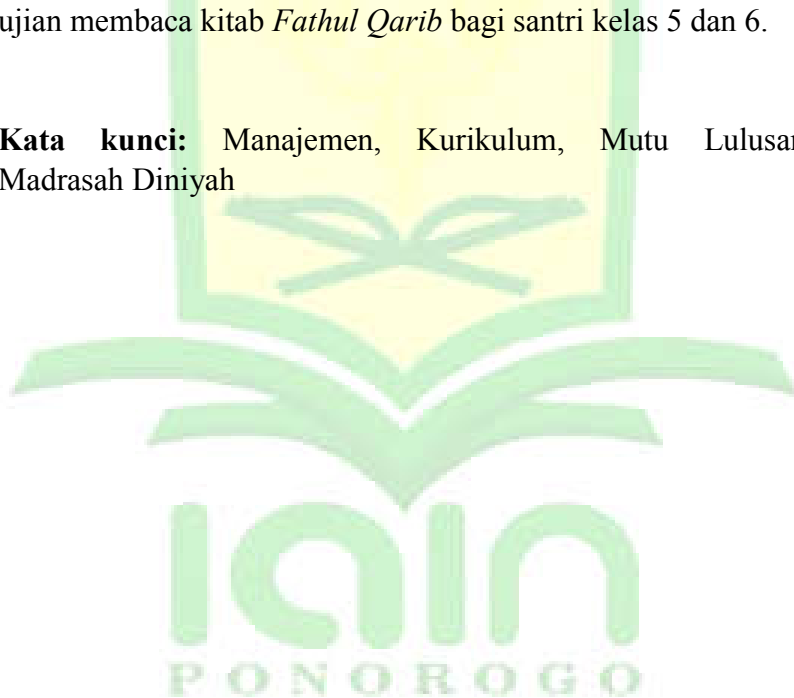 ujian membaca kitab Fathul Qarib bagi santri kelas 5 dan 6.
Kata kunci: Manajemen, Kurikulum, Mutu Lulusan
Madrasah Diniyah
iain
PONOROGO